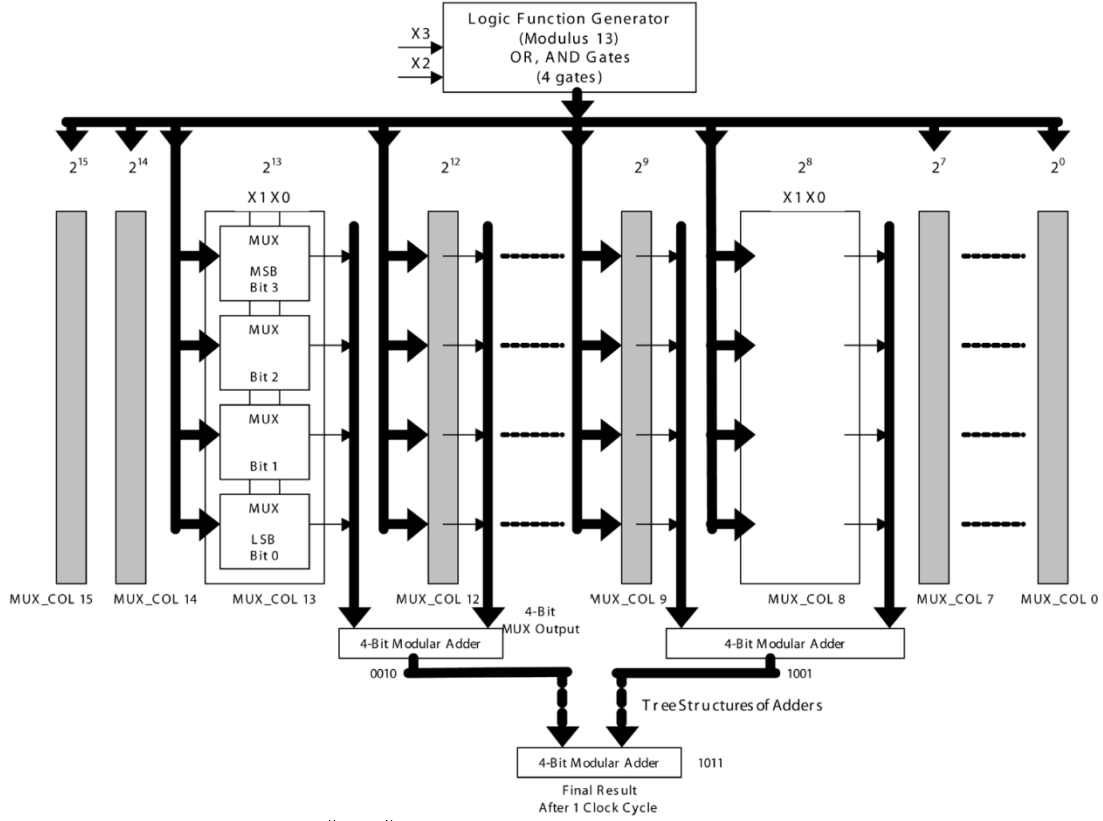 Logic Function Generator
(Modulus 13)
OR, AND Gates
(4 gates)
X3
X2
2^15 2^14 2^13 2^12 2^9 2^8 2^7 2^0
X1X0 X1X0
MUX
MSB
Bit 3
MUX
Bit 2
MUX
Bit 1
MUX
LSB
Bit 0
MUX_COL 15 MUX_COL 14 MUX_COL 13 MUX_COL 12 MUX_COL 9 MUX_COL 8 MUX_COL 7 MUX_COL 0
4-Bit
MUX Output
4-Bit Modular Adder 4-Bit Modular Adder
0010 1001
Tree Structures of Adders
4-Bit Modular Adder 1011
Final Result
After 1 Clock Cycle